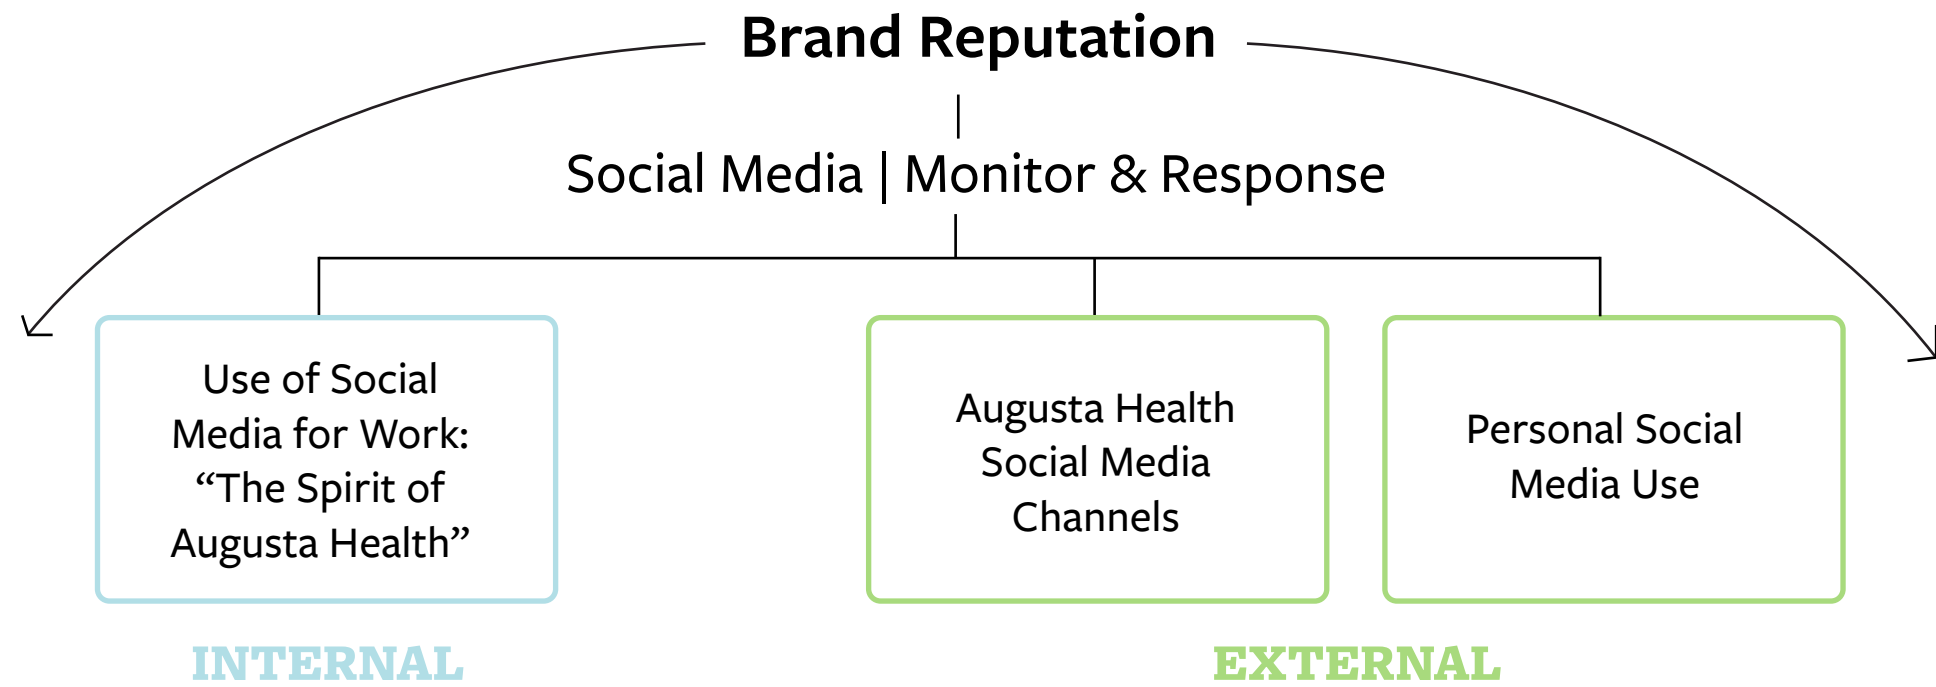 Brand Reputation
Social Media | Monitor & Response
Use of Social
Media for Work:
“The Spirit of
Augusta Health”
Augusta Health
Social Media
Channels
Personal Social
Media Use
INTERNAL
EXTERNAL